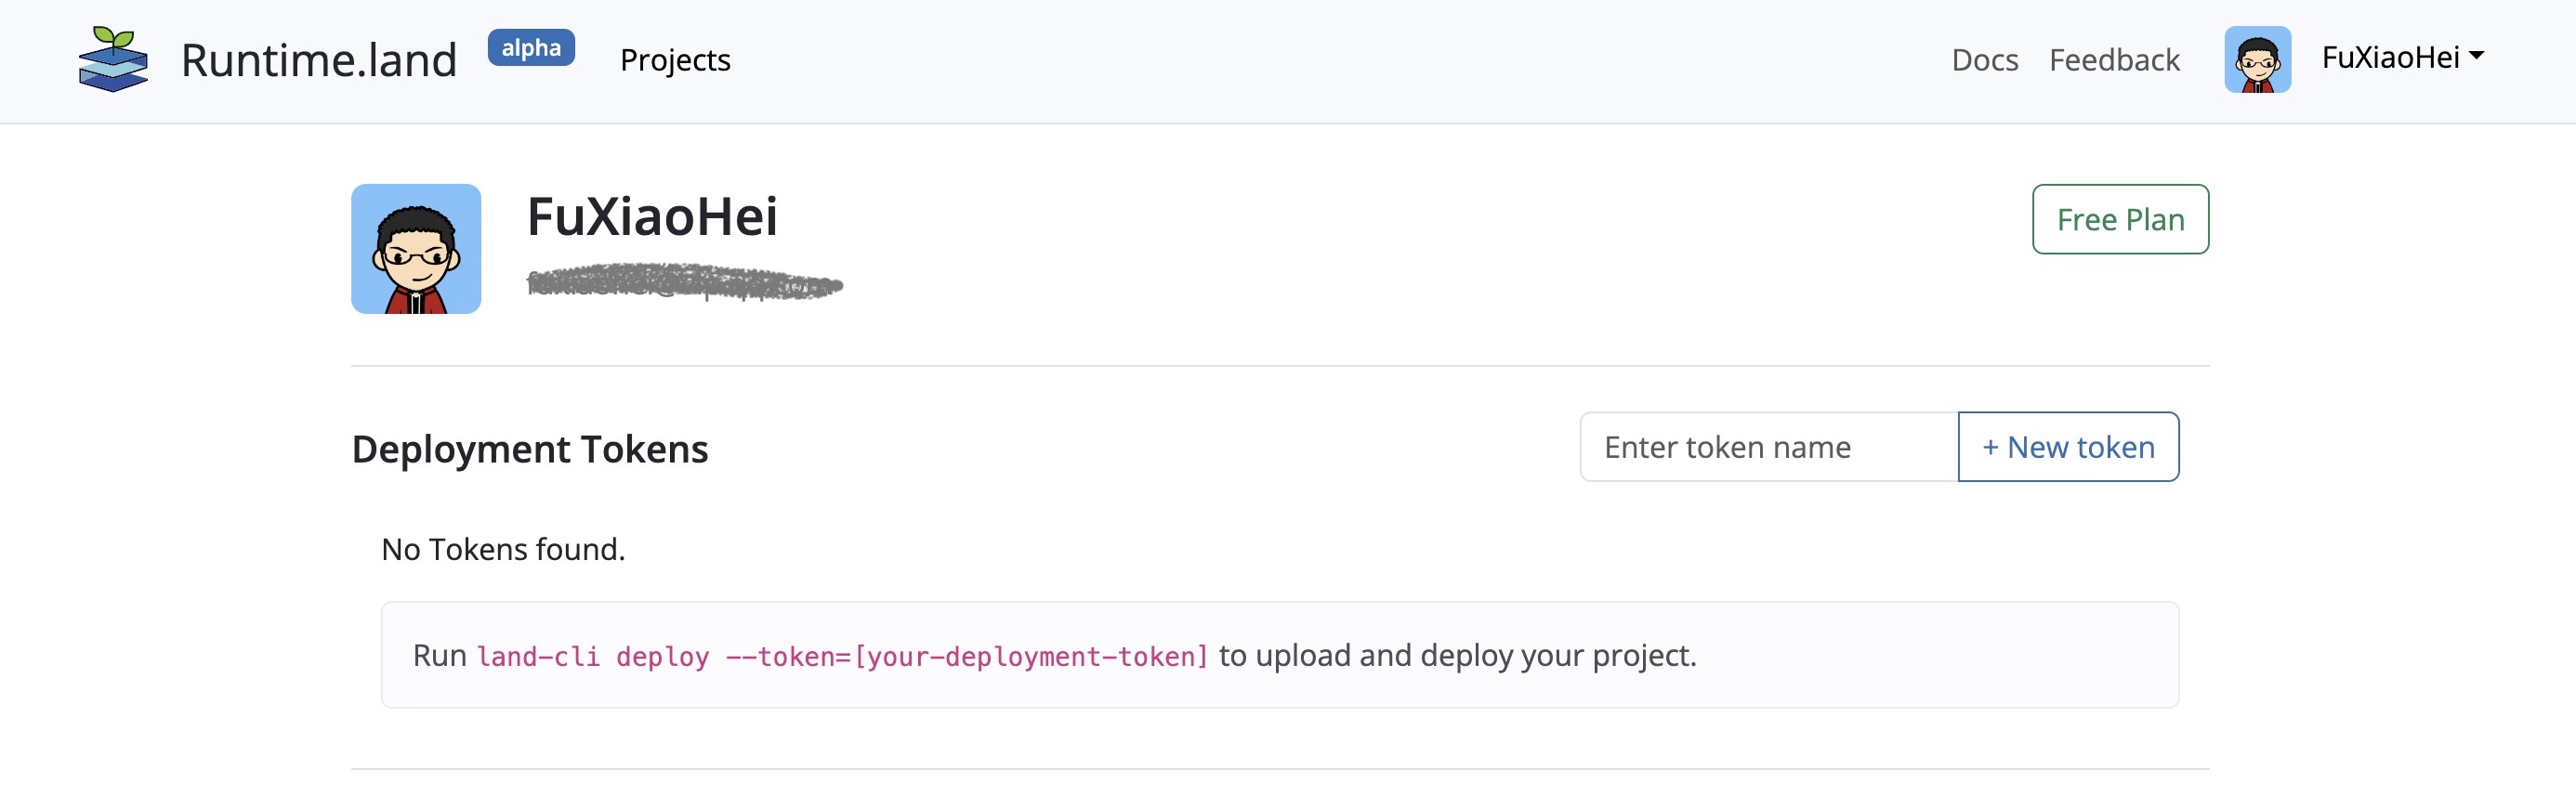 Runtime.land alpha Projects Docs Feedback FuXiaoHei
FuXiaoHei
Free Plan
Deployment Tokens
Enter token name + New token
No Tokens found.
Run land-cli deploy --token=[your-deployment-token] to upload and deploy your project.